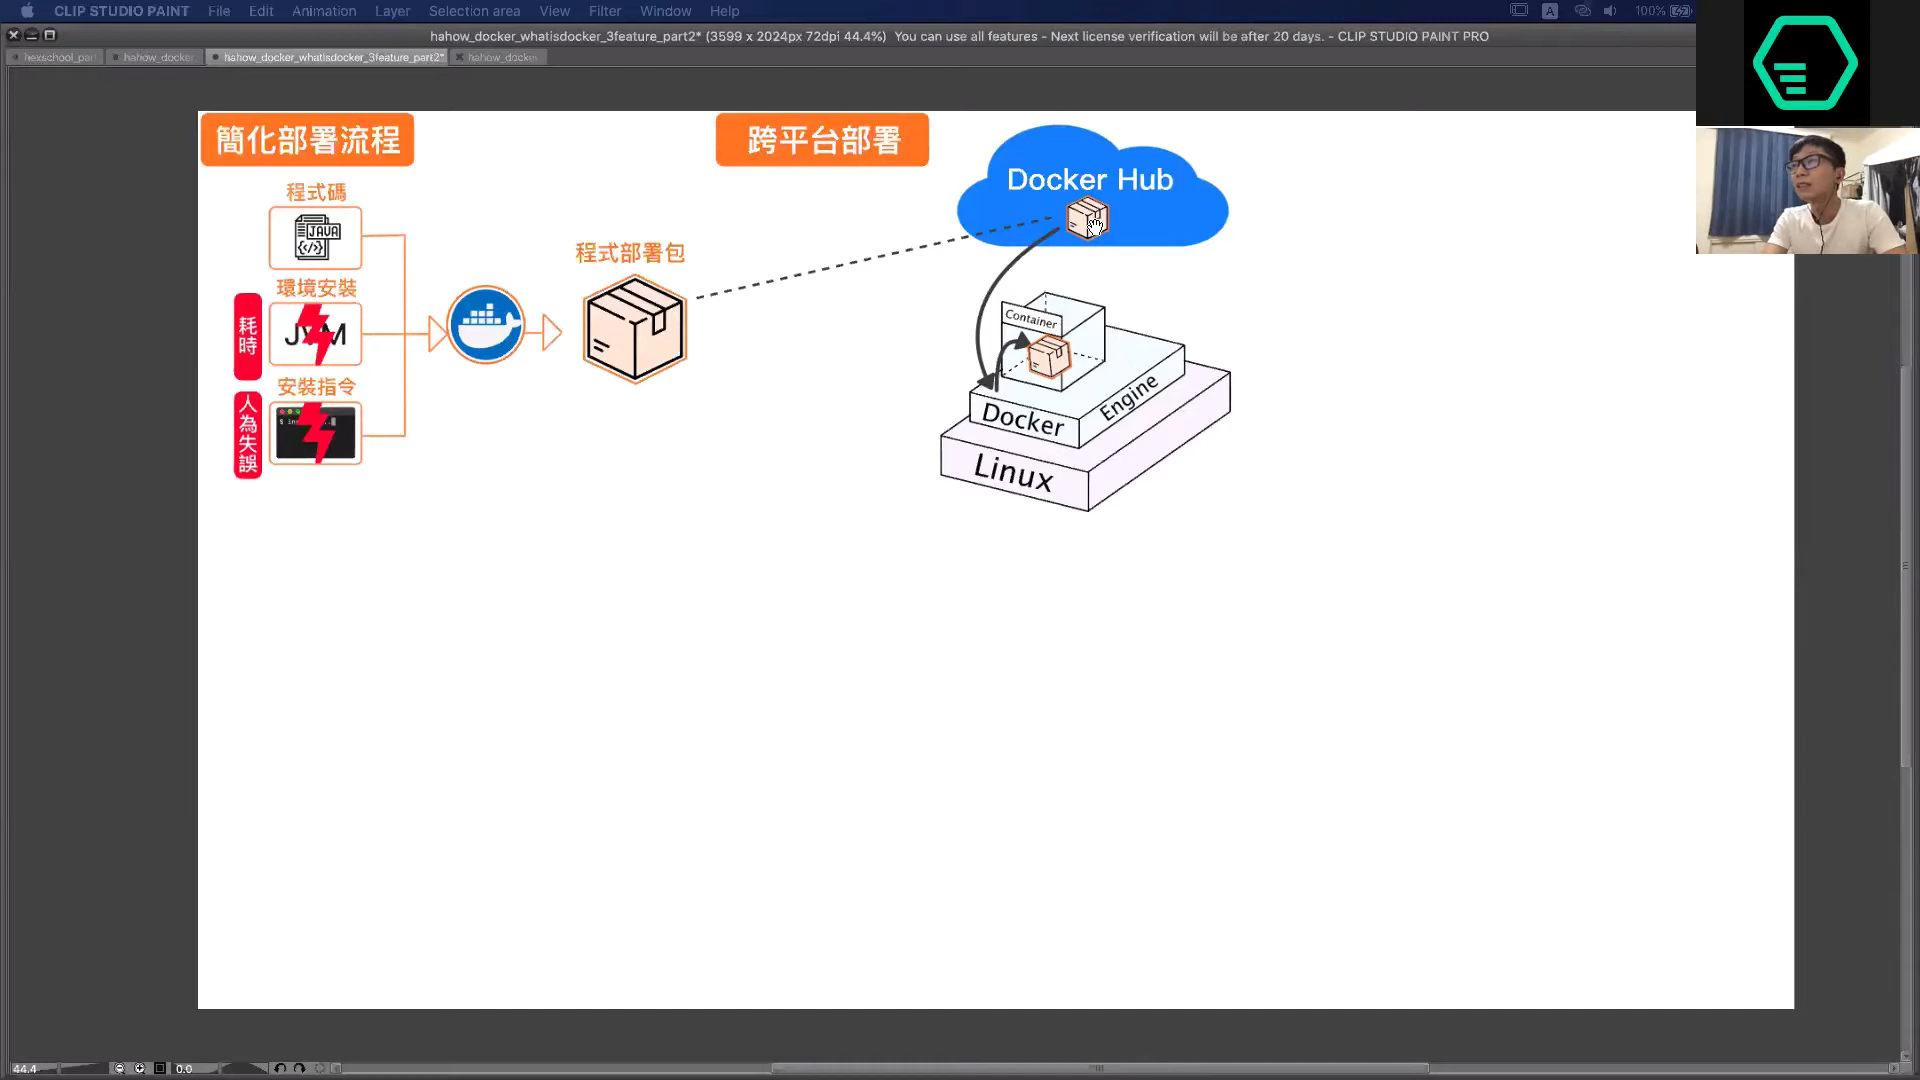 CLIP STUDIO PAINT File Edit Animation Layer Selection area View Filter Window Help
A 100%
hahow_docker_whatisdocker_3feature_part2* (3599 x 2024px 72dpi 44.4%) You can use all features - Next license verification will be after 20 days. - CLIP STUDIO PAINT PRO
hexschool_part hahow_docker hahow_docker_whatisdocker_3feature_part2* hahow_docker
簡化部署流程
程式碼
JAVA
</>
環境安裝
耗時
安裝指令
人為失誤
程式部署包
跨平台部署
Docker Hub
Container
Docker Engine
Linux
44.4 0.0